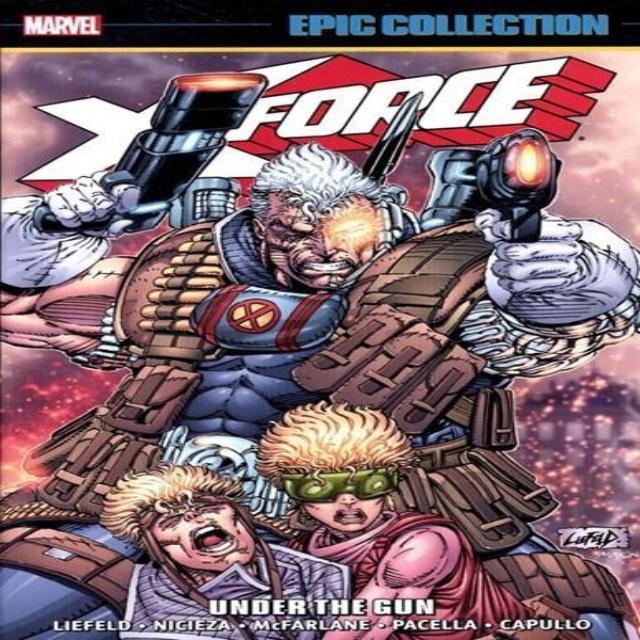 MARVEL
EPIC COLLECTION
X-FORCE
LIEFELD
UNDER THE GUN
LIEFELD • NICIEZA • McFARLANE • PACELLA • CAPULLO